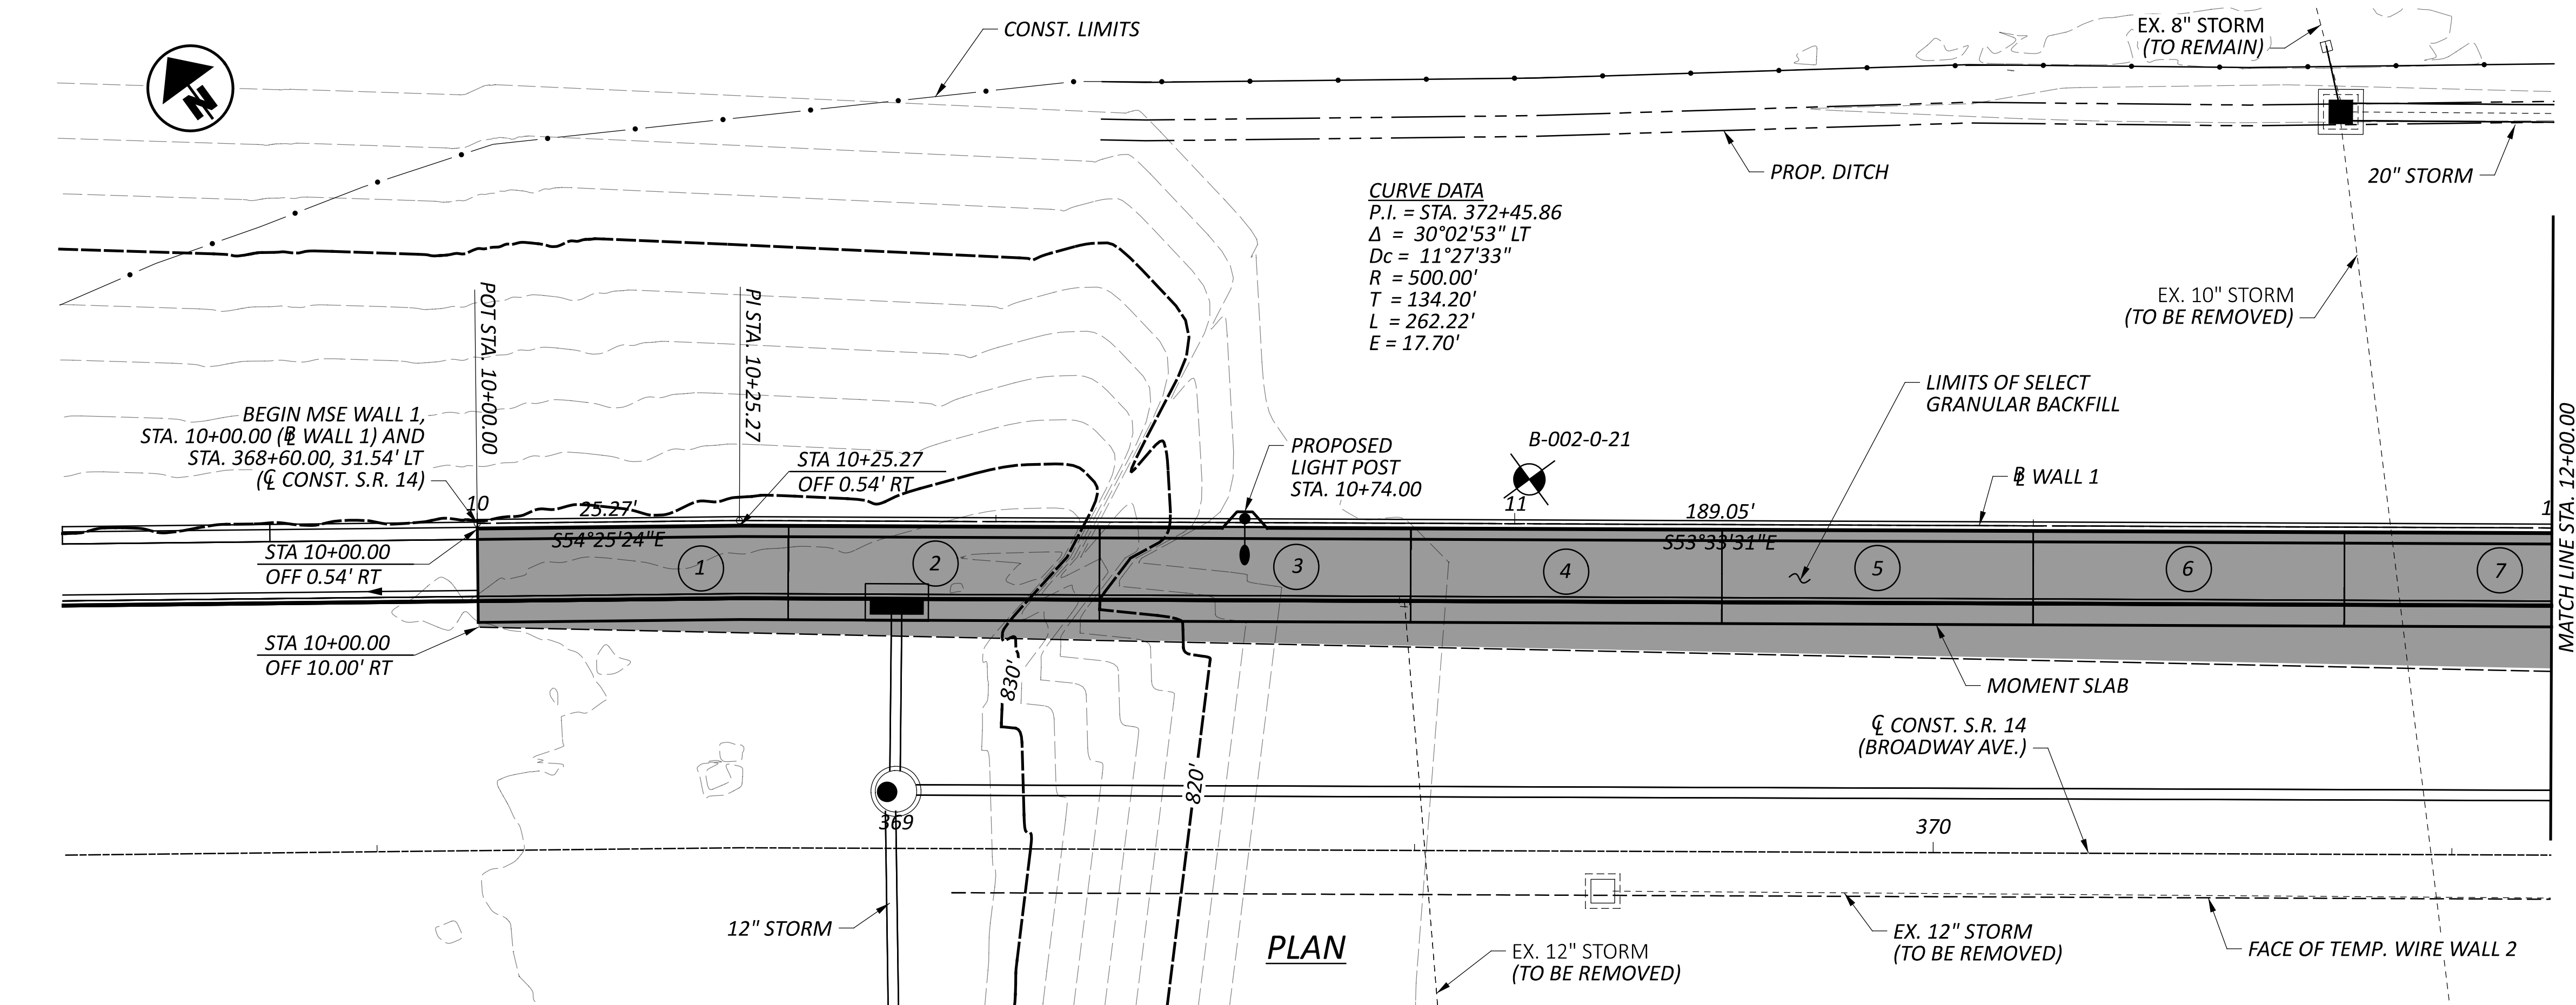 CONST. LIMITS
EX. 8" STORM
(TO REMAIN)
N
PROP. DITCH
20" STORM
CURVE DATA
P.I. = STA. 372+45.86
Δ = 30°02'53" LT
Dc = 11°27'33"
R = 500.00'
T = 134.20'
L = 262.22'
E = 17.70'
POT STA. 10+00.00
PI STA. 10+25.27
EX. 10" STORM
(TO BE REMOVED)
LIMITS OF SELECT
GRANULAR BACKFILL
BEGIN MSE WALL 1,
STA. 10+00.00 (BL WALL 1) AND
STA. 368+60.00, 31.54' LT
(CL CONST. S.R. 14)
STA 10+25.27
OFF 0.54' RT
PROPOSED
LIGHT POST
STA. 10+74.00
B-002-0-21
BL WALL 1
MATCH LINE STA. 12+00.00
10
25.27'
S54°25'24"E
11
189.05'
S53°33'31"E
1
STA 10+00.00
OFF 0.54' RT
1
2
3
4
5
6
7
STA 10+00.00
OFF 10.00' RT
830'
820'
MOMENT SLAB
CL CONST. S.R. 14
(BROADWAY AVE.)
369
370
12" STORM
PLAN
EX. 12" STORM
(TO BE REMOVED)
EX. 12" STORM
(TO BE REMOVED)
FACE OF TEMP. WIRE WALL 2